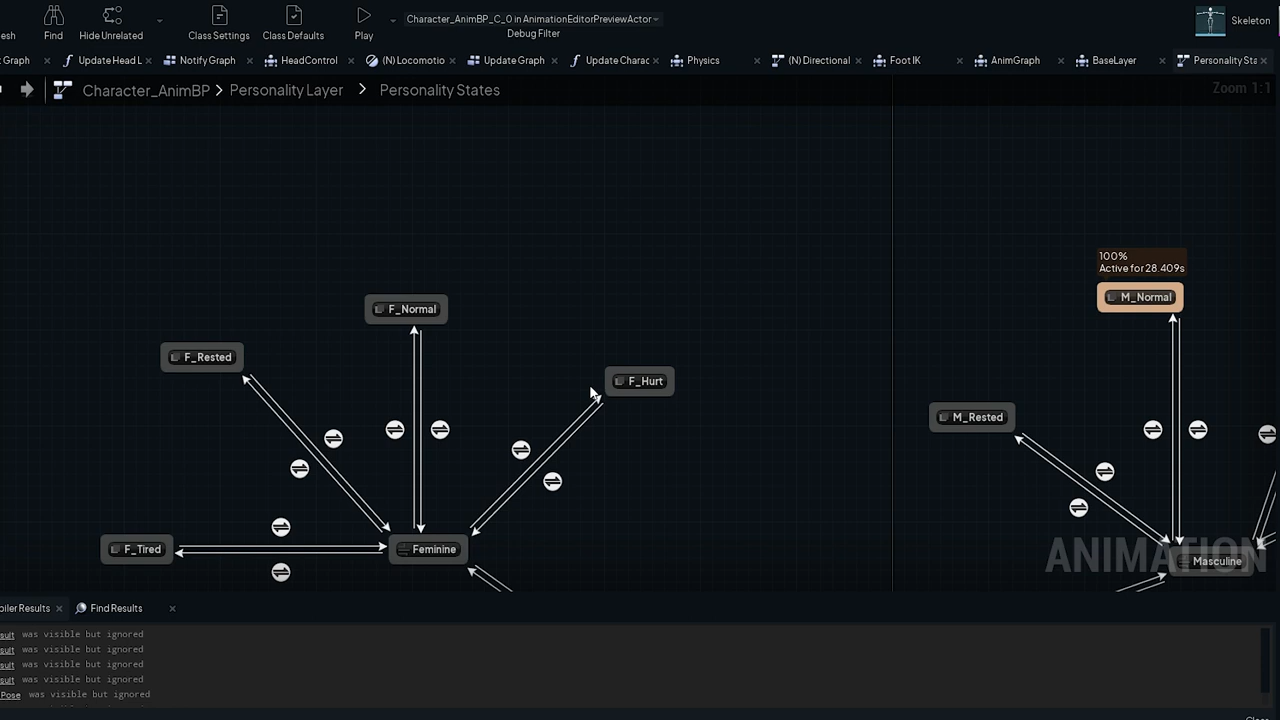 Character_AnimBP_C_0 in AnimationEditorPreviewActor
Skeleton
esh
Find
Hide Unrelated
Class Settings
Class Defaults
Play
Debug Filter
Graph
Update Head L
Notify Graph
HeadControl
(N) Locomotio
Update Graph
Update Charac
Physics
(N) Directional
Foot IK
AnimGraph
BaseLayer
Personality Sta
Character_AnimBP > Personality Layer > Personality States
Zoom 1:1
100%
Active for 28.409s
M_Normal
F_Normal
F_Rested
F_Hurt
M_Rested
F_Tired
Feminine
ANIMATION
Masculine
piler Results
Find Results
sult was visible but ignored
sult was visible but ignored
sult was visible but ignored
sult was visible but ignored
Pose was visible but ignored